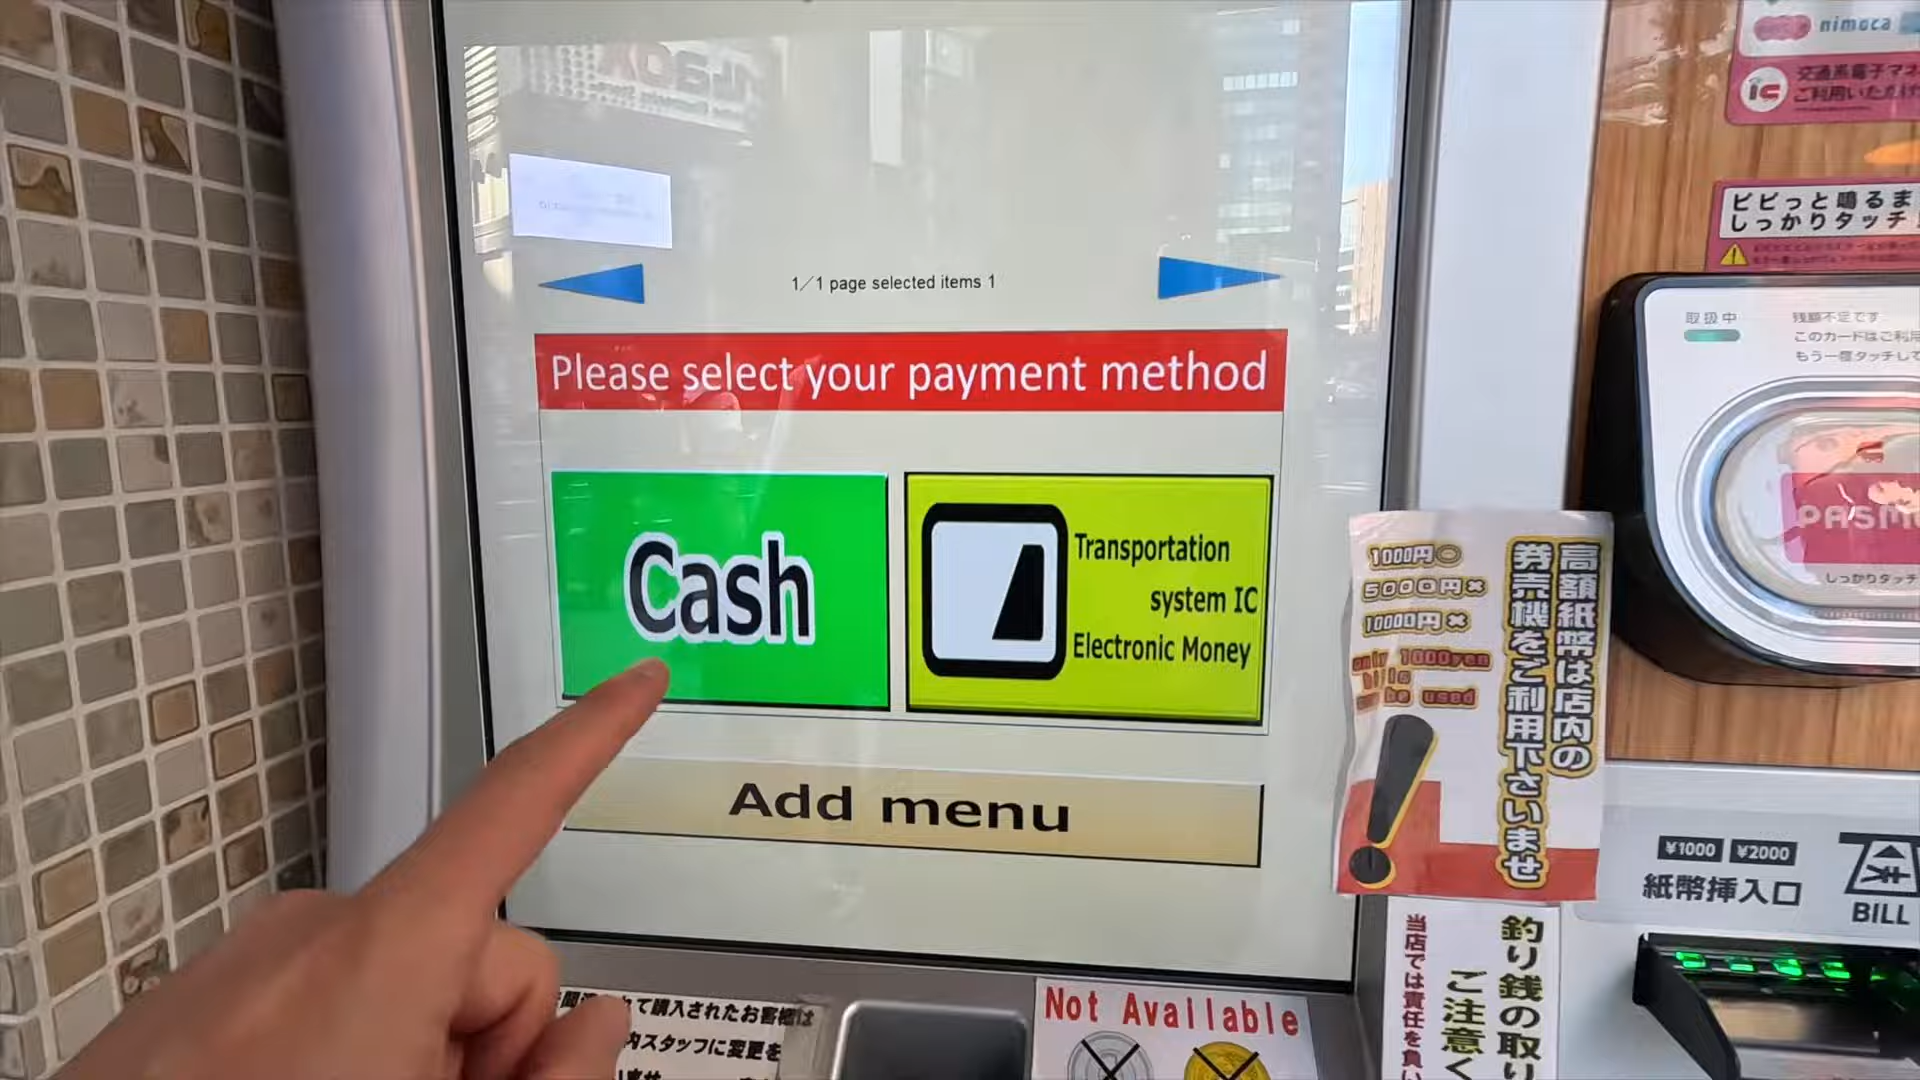 1/1 page selected items 1
Please select your payment method
Cash
Transportation
system IC
Electronic Money
Add menu
nimoca
交通系電子マネ
ご利用いただけ
ピピっと鳴るま
しっかりタッチ
取扱中
残額不足です
このカードはご利用
もう一度タッチして
PASM
しっかりタッチ
高額紙幣は店内の
券売機をご利用下さいませ
1000円○
5000円×
10000円×
only 1000yen
bills
can be used
¥1000 ¥2000
紙幣挿入口
BILL
釣り銭の取り
ご注意く
当店では責任を負い
て購入されたお客様は
内スタッフに変更を
Not Available